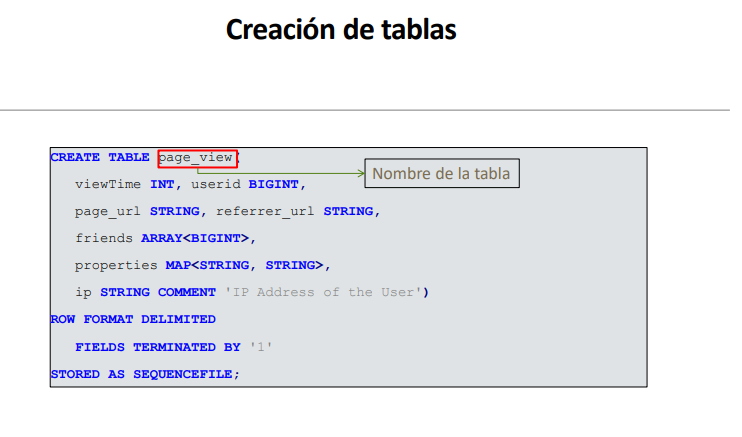 Creación de tablas
CREATE TABLE page_view(
Nombre de la tabla
viewTime INT, userid BIGINT,
page_url STRING, referrer_url STRING,
friends ARRAY<BIGINT>,
properties MAP<STRING, STRING>,
ip STRING COMMENT 'IP Address of the User')
ROW FORMAT DELIMITED
FIELDS TERMINATED BY '1'
STORED AS SEQUENCEFILE;